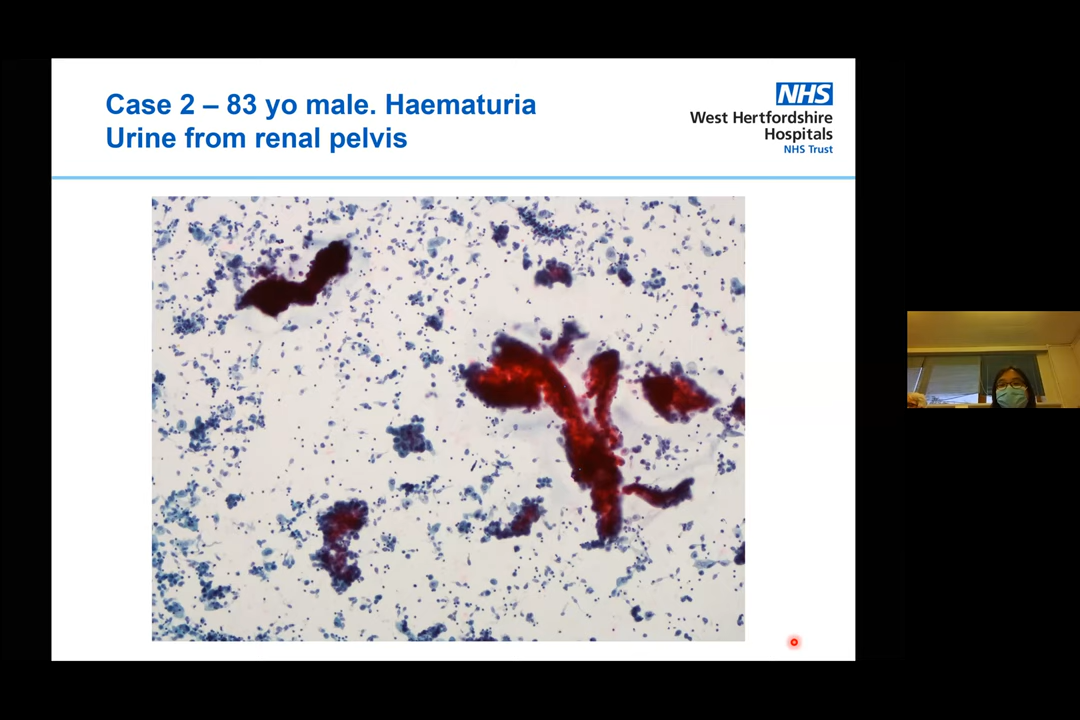 Case 2 – 83 yo male. Haematuria
Urine from renal pelvis
NHS
West Hertfordshire
Hospitals
NHS Trust